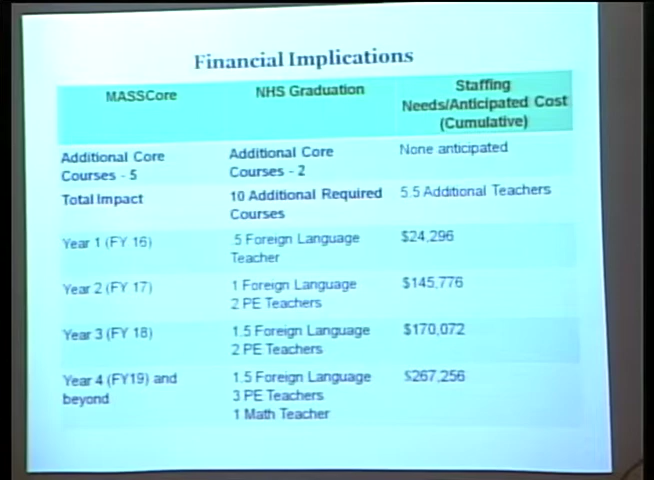 Financial Implications
MASSCore
NHS Graduation
Staffing
Needs/Anticipated Cost
(Cumulative)
Additional Core
Courses - 5
Additional Core
Courses - 2
None anticipated
Total Impact
10 Additional Required
Courses
5.5 Additional Teachers
Year 1 (FY 16)
.5 Foreign Language
Teacher
$24,296
Year 2 (FY 17)
1 Foreign Language
2 PE Teachers
$145,776
Year 3 (FY 18)
1.5 Foreign Language
2 PE Teachers
$170,072
Year 4 (FY19) and
beyond
1.5 Foreign Language
3 PE Teachers
1 Math Teacher
$267,256